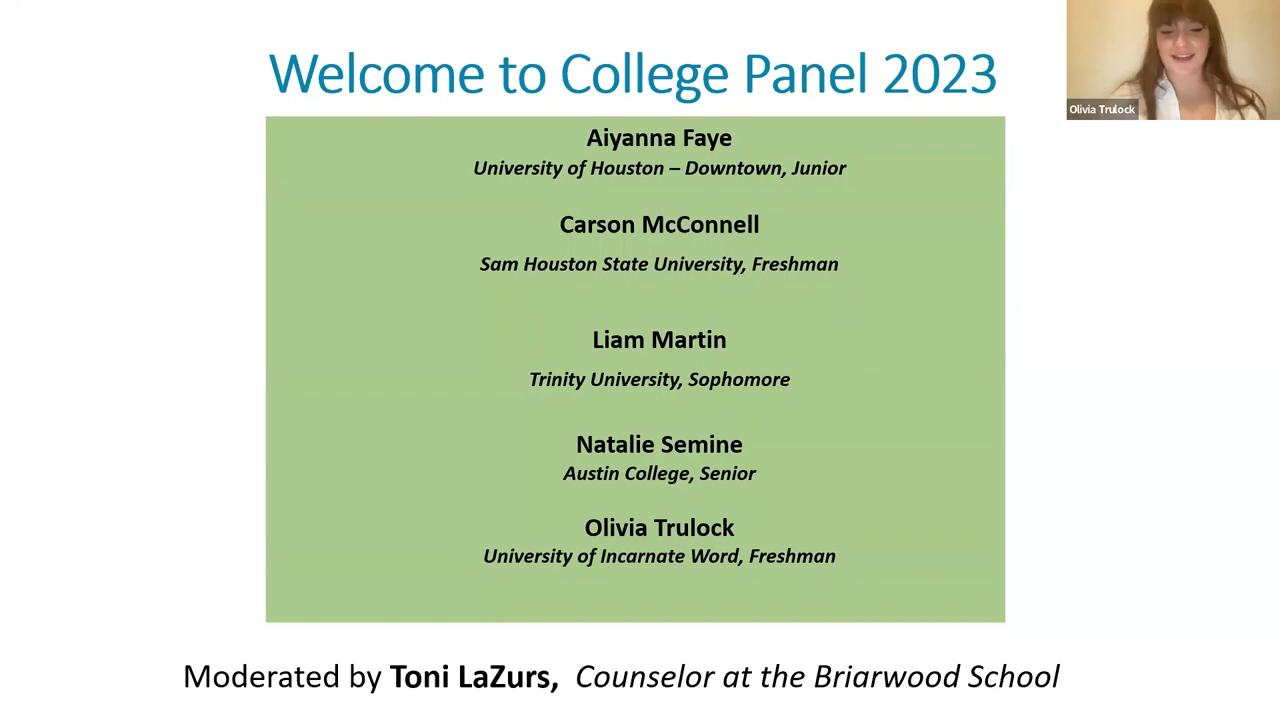 Welcome to College Panel 2023
Olivia Trulock
Aiyanna Faye
University of Houston – Downtown, Junior
Carson McConnell
Sam Houston State University, Freshman
Liam Martin
Trinity University, Sophomore
Natalie Semine
Austin College, Senior
Olivia Trulock
University of Incarnate Word, Freshman
Moderated by Toni LaZurs, Counselor at the Briarwood School